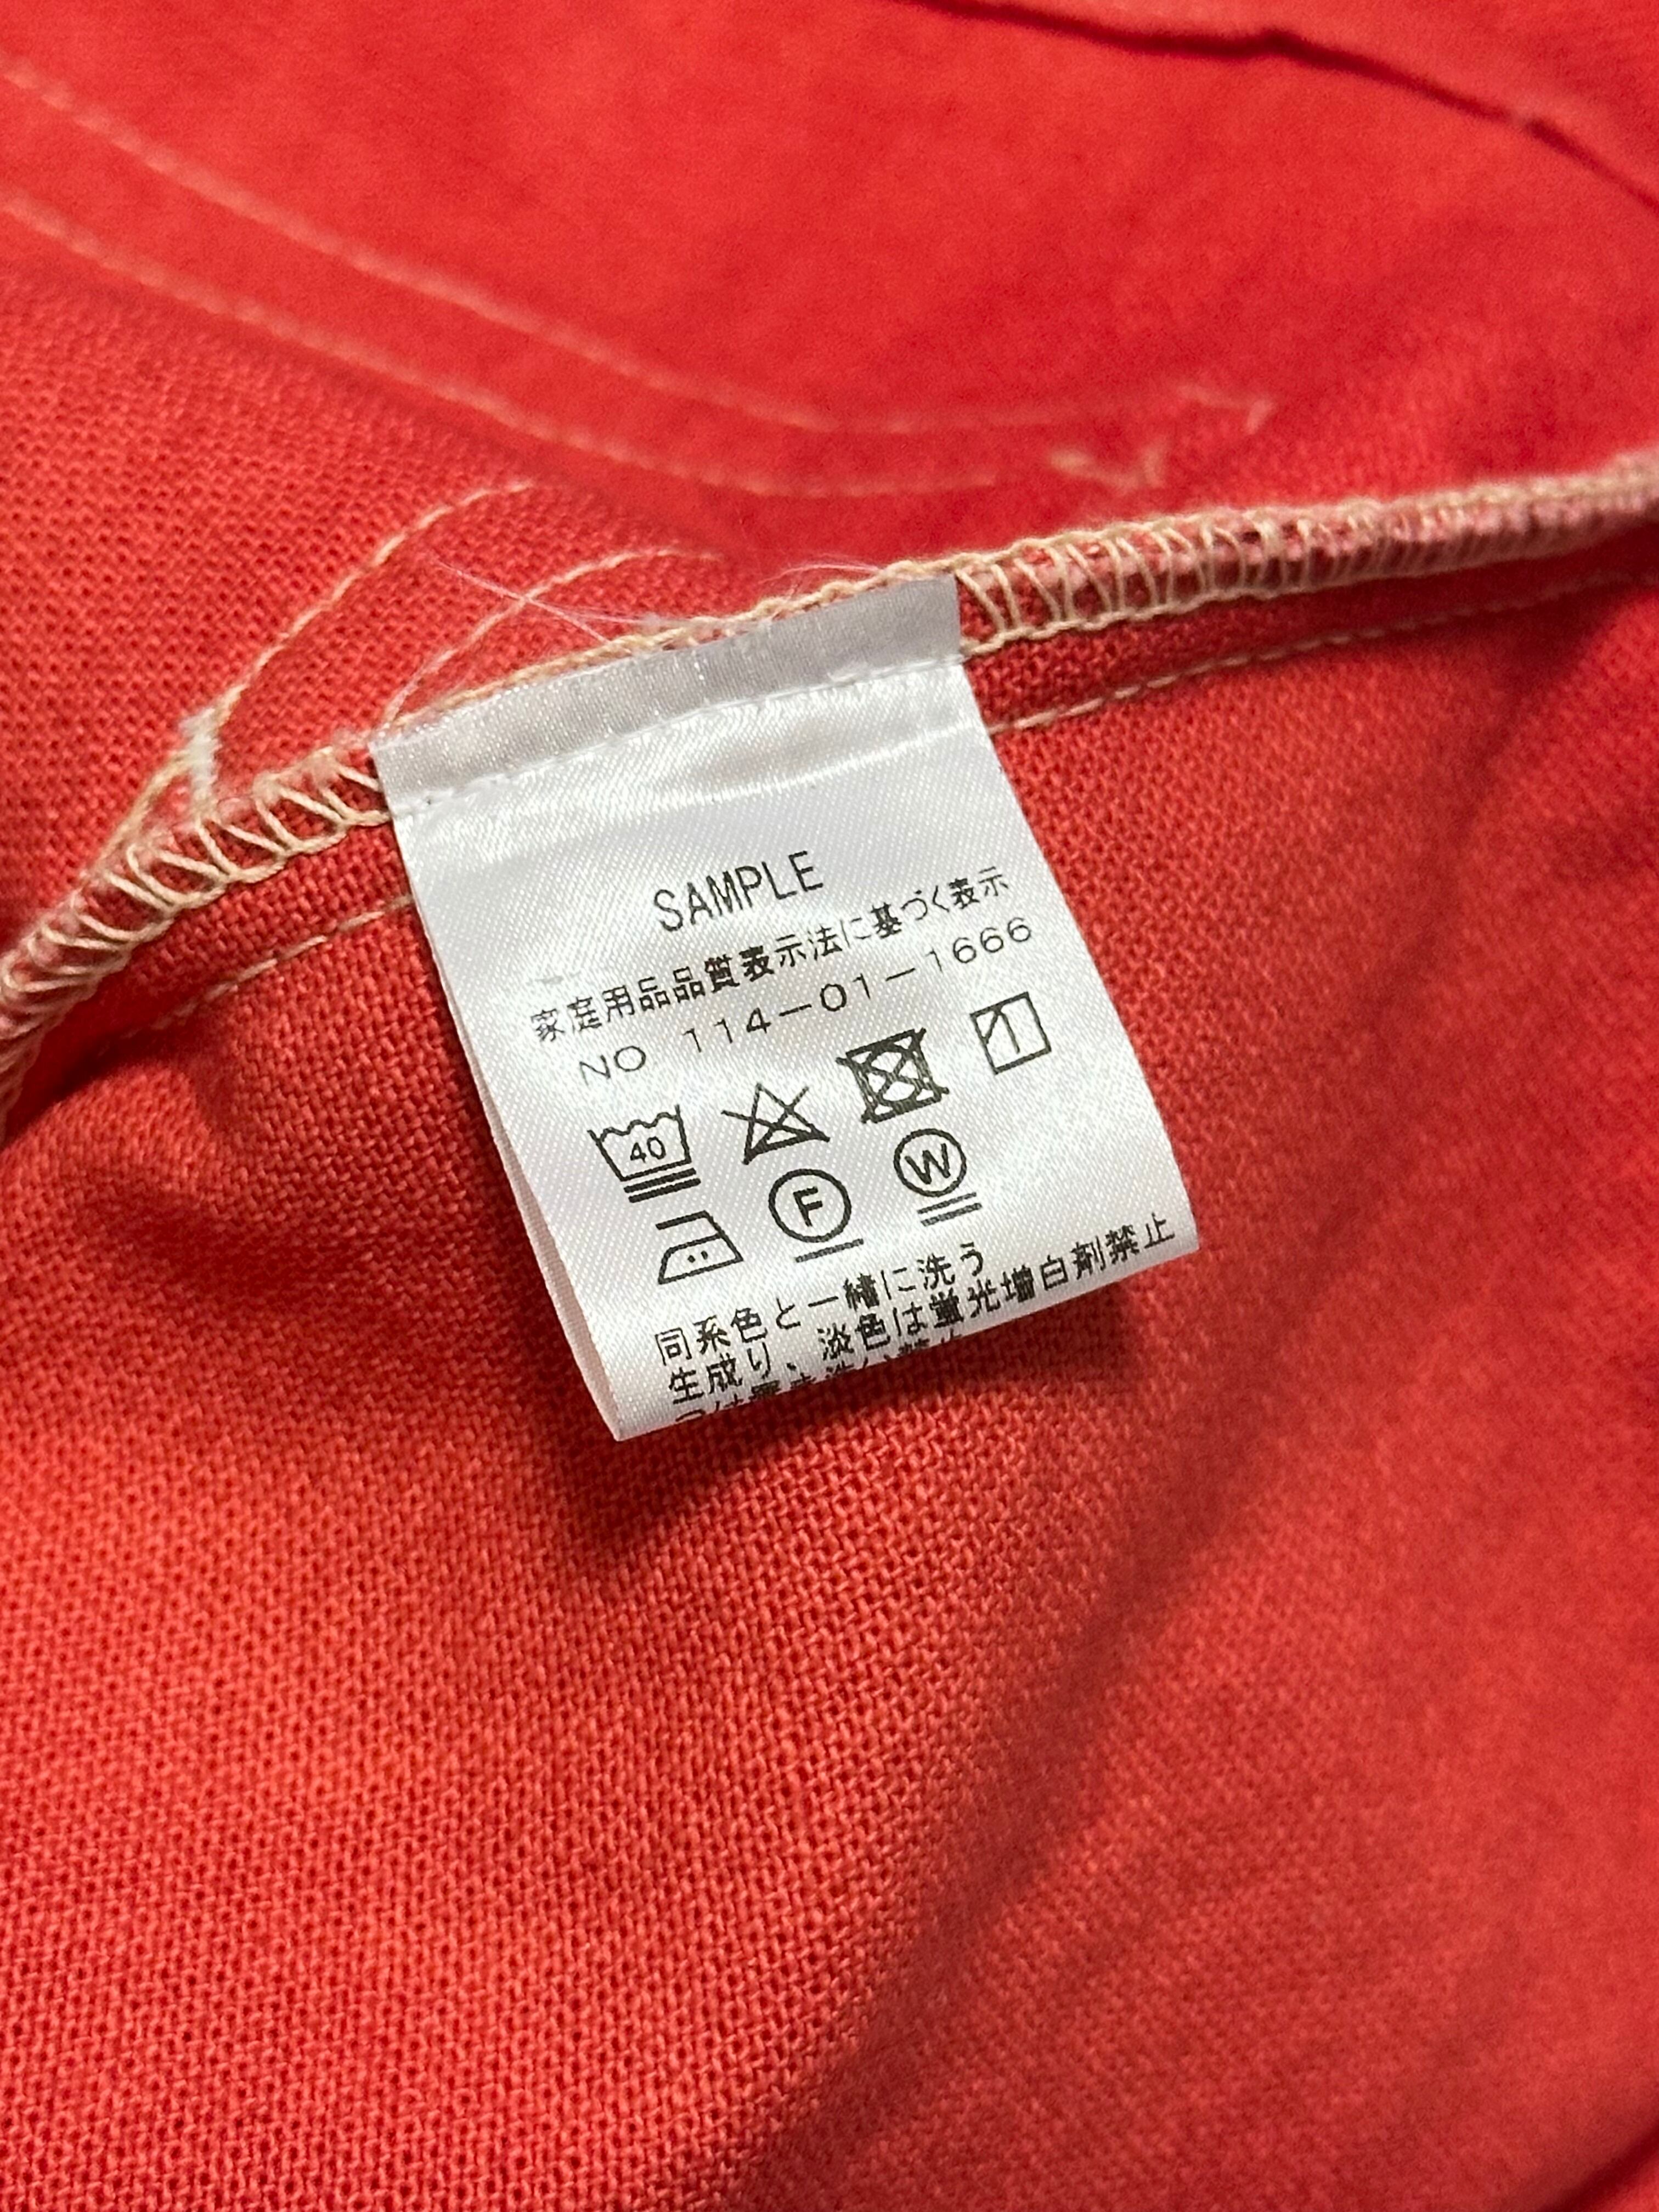 SAMPLE
家庭用品品質表示法に基づく表示
NO 114-01-1666
40
F W
同系色と一緒に洗う
生成り、淡色は蛍光増白剤禁止